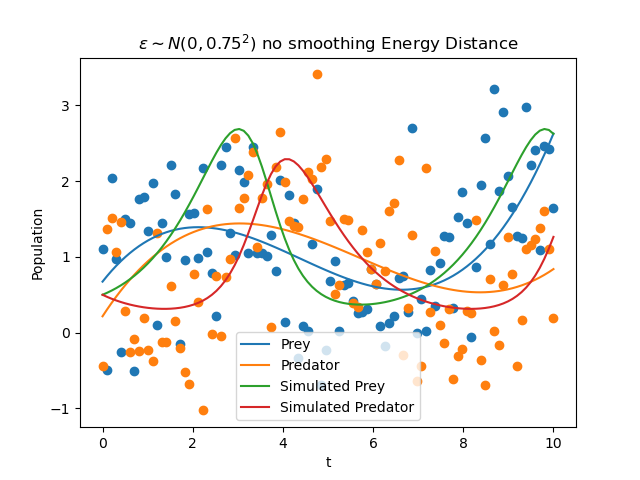 ε ~ N(0, 0.75²) no smoothing Energy Distance
Population
3
2
1
0
−1
Prey
Predator
Simulated Prey
Simulated Predator
0 2 4 6 8 10
t